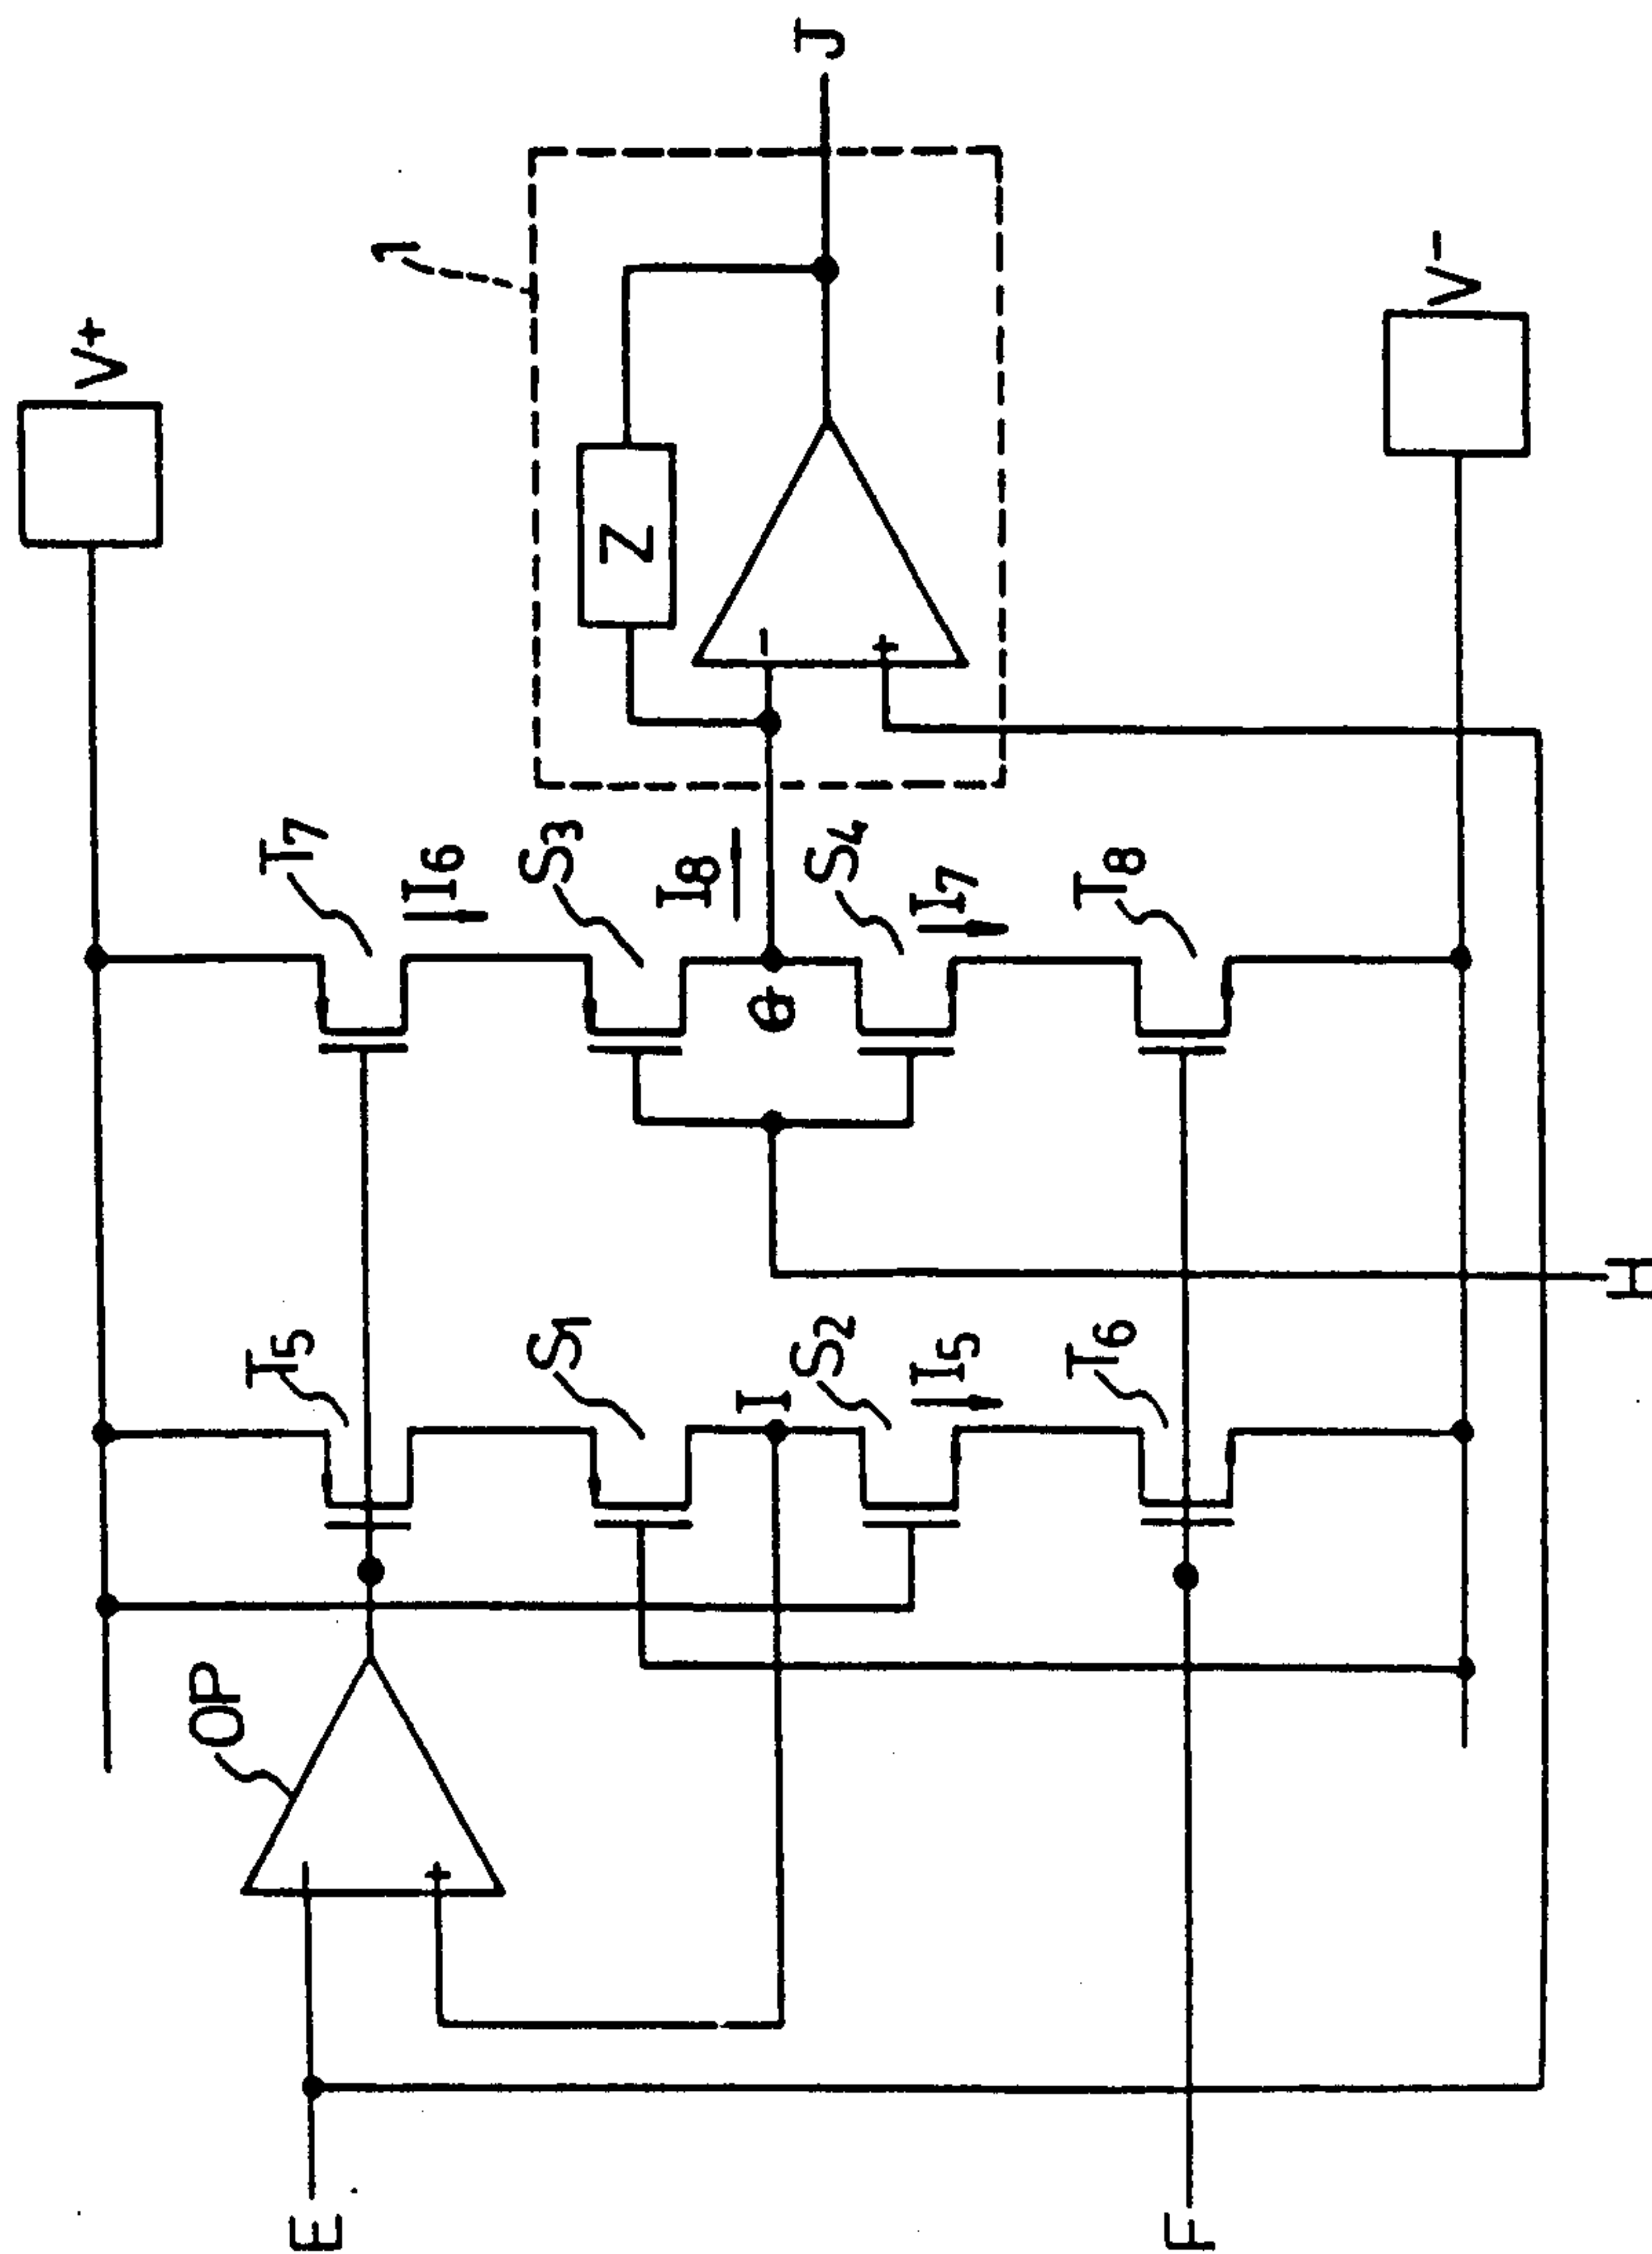 V+
OP
T5
T7
E
−
1
I6
+
S1
S3
Z
I8
I
G
−
J
S2
S4
+
I5
I7
T6
T8
F
V−
H